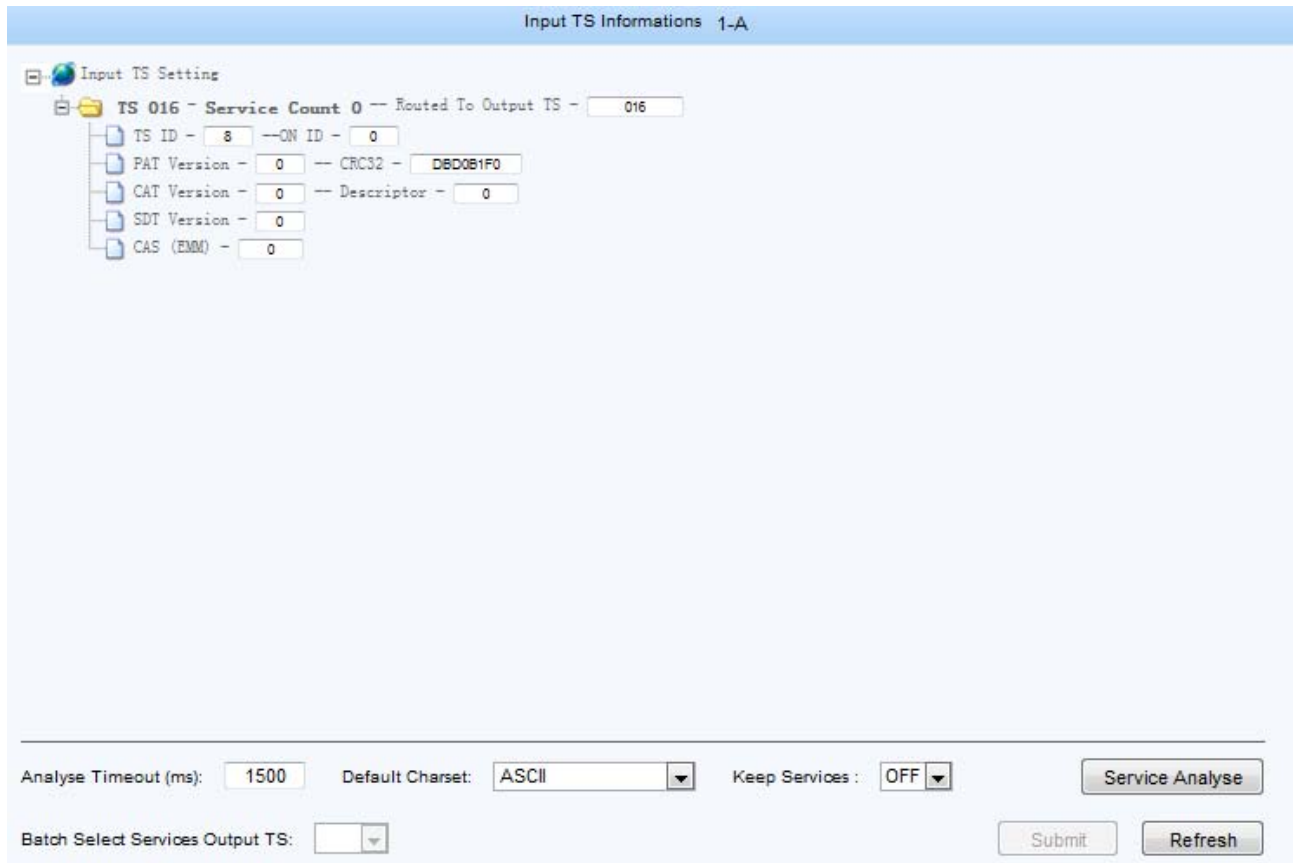 Input TS Informations 1-A
Input TS Setting
TS 016 - Service Count 0 -- Routed To Output TS - 016
TS ID - 8 --ON ID - 0
PAT Version - 0 -- CRC32 - DBD0B1F0
CAT Version - 0 -- Descriptor - 0
SDT Version - 0
CAS (EMM) - 0
Analyse Timeout (ms): 1500 Default Charset: ASCII Keep Services : OFF Service Analyse
Batch Select Services Output TS: Submit Refresh